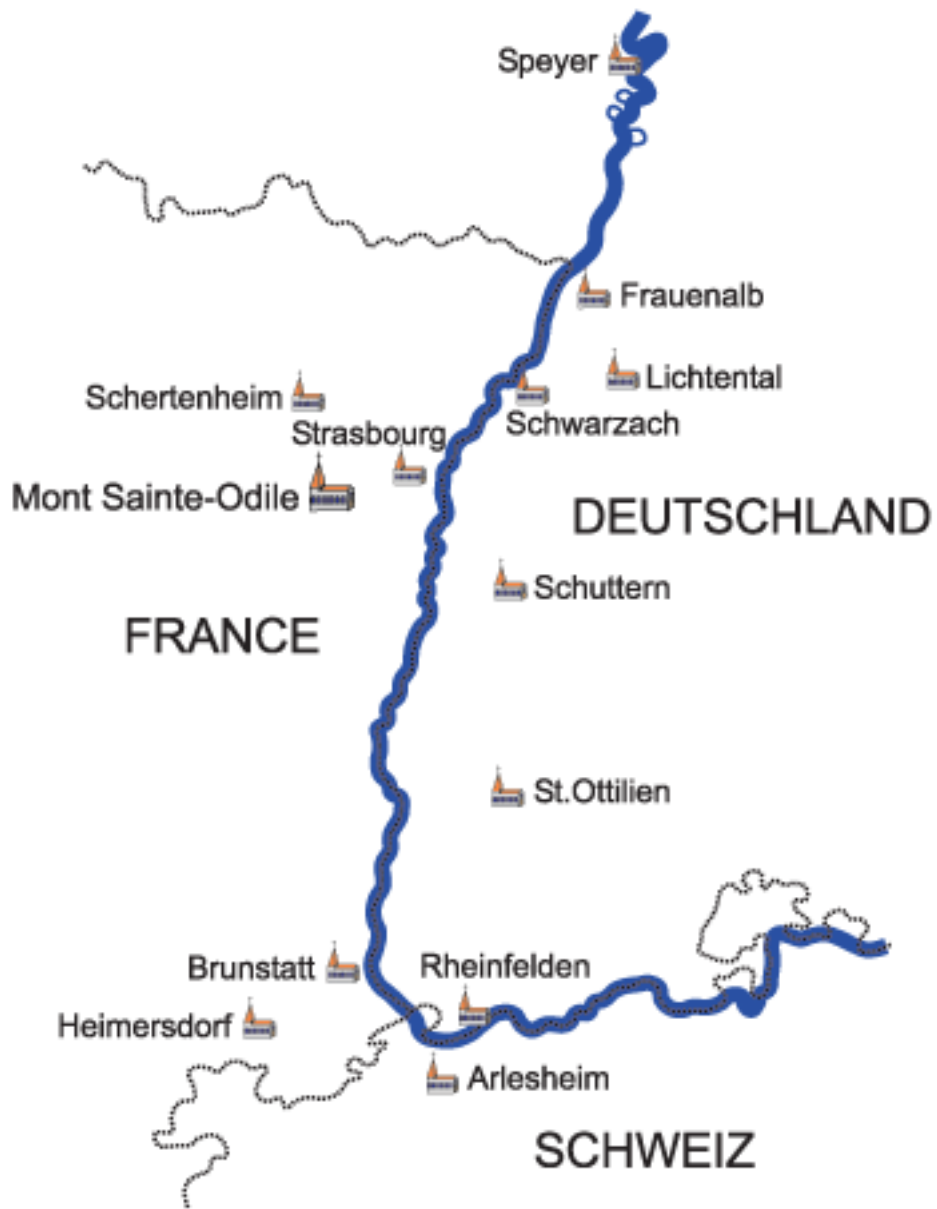 Speyer
Frauenalb
Lichtental
Schertenheim
Schwarzach
Strasbourg
Mont Sainte-Odile
DEUTSCHLAND
Schuttern
FRANCE
St.Ottilien
Brunstatt
Rheinfelden
Heimersdorf
Arlesheim
SCHWEIZ